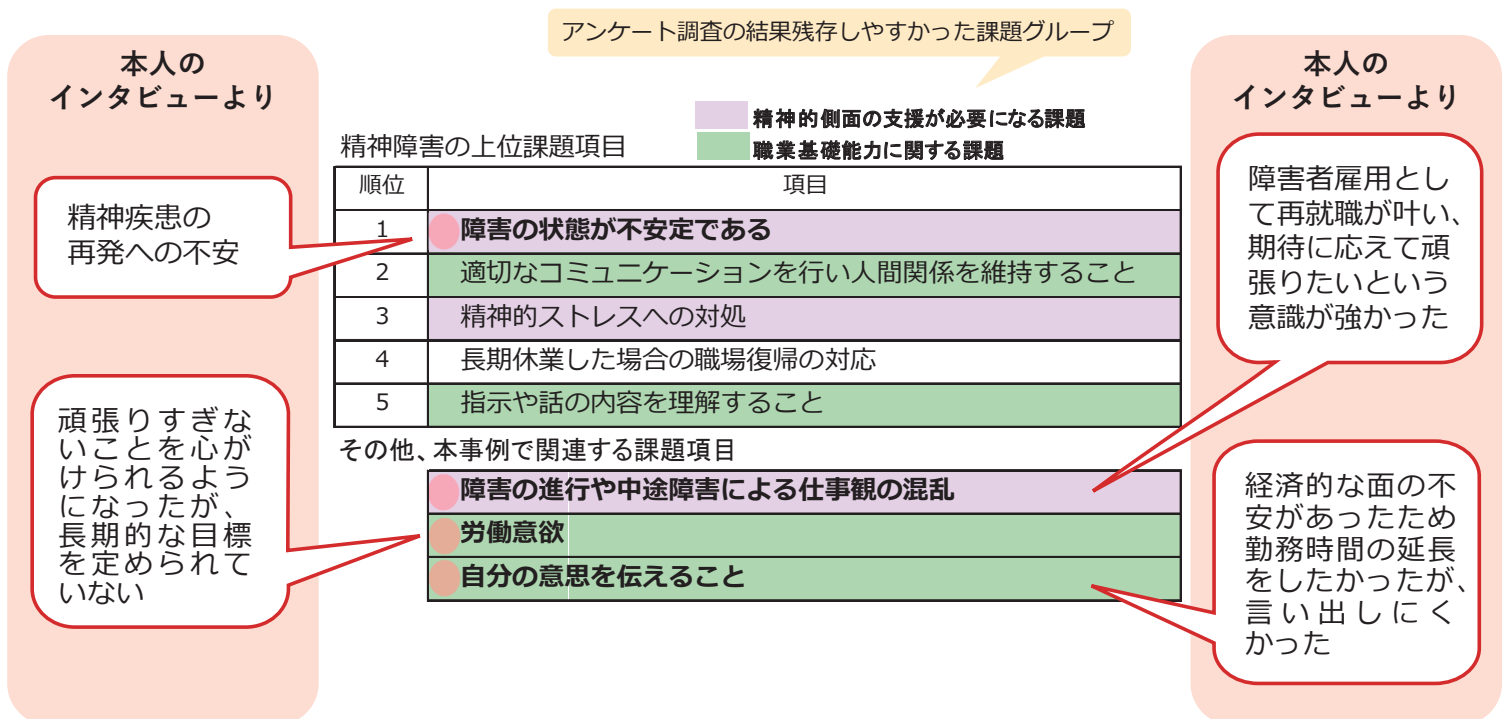 アンケート調査の結果残存しやすかった課題グループ
本人の
インタビューより
精神疾患の
再発への不安
頑張りすぎな
いことを心が
けられるよう
になったが、
長期的な目標
を定められて
いない
精神的側面の支援が必要になる課題
職業基礎能力に関する課題
精神障害の上位課題項目
順位 項目
1 障害の状態が不安定である
2 適切なコミュニケーションを行い人間関係を維持すること
3 精神的ストレスへの対処
4 長期休業した場合の職場復帰の対応
5 指示や話の内容を理解すること
その他、本事例で関連する課題項目
障害の進行や中途障害による仕事観の混乱
労働意欲
自分の意思を伝えること
本人の
インタビューより
障害者雇用とし
て再就職が叶い、
期待に応えて頑
張りたいという
意識が強かった
経済的な面の不
安があったため
勤務時間の延長
をしたかったが、
言い出しにく
かった